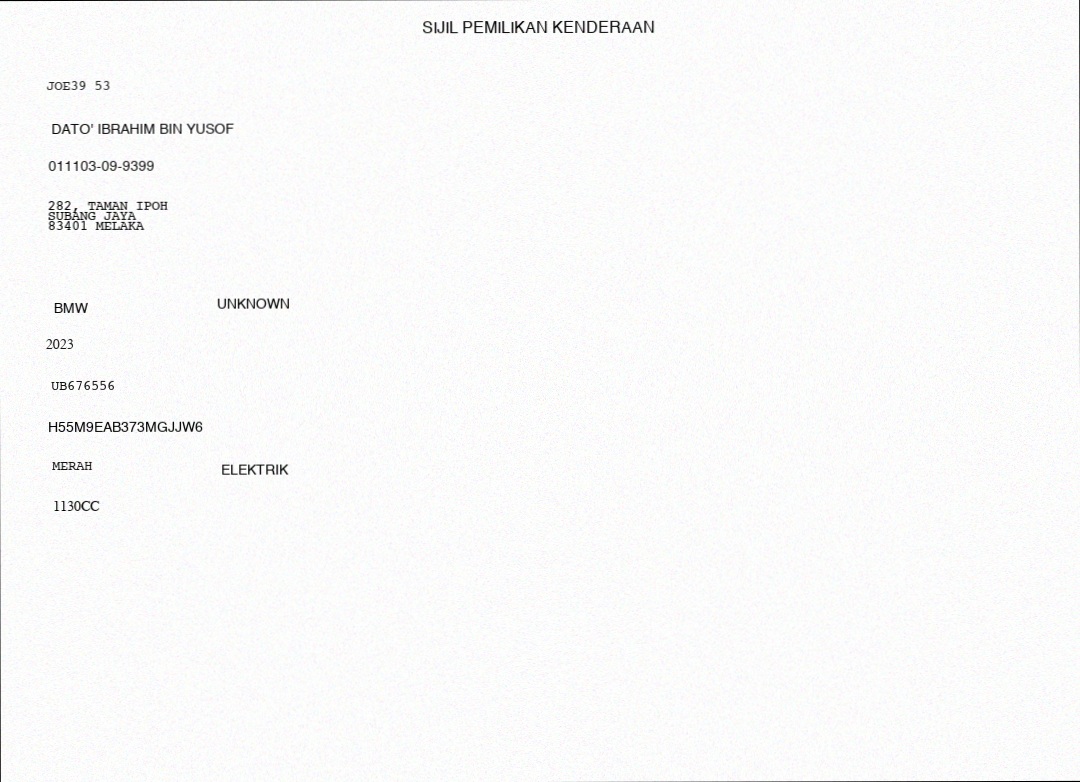 SIJIL PEMILIKAN KENDERAAN
JOE39 53
DATO' IBRAHIM BIN YUSOF
011103-09-9399
282, TAMAN IPOH
SUBANG JAYA
83401 MELAKA
BMW UNKNOWN
2023
UB676556
H55M9EAB373MGJJW6
MERAH ELEKTRIK
1130CC